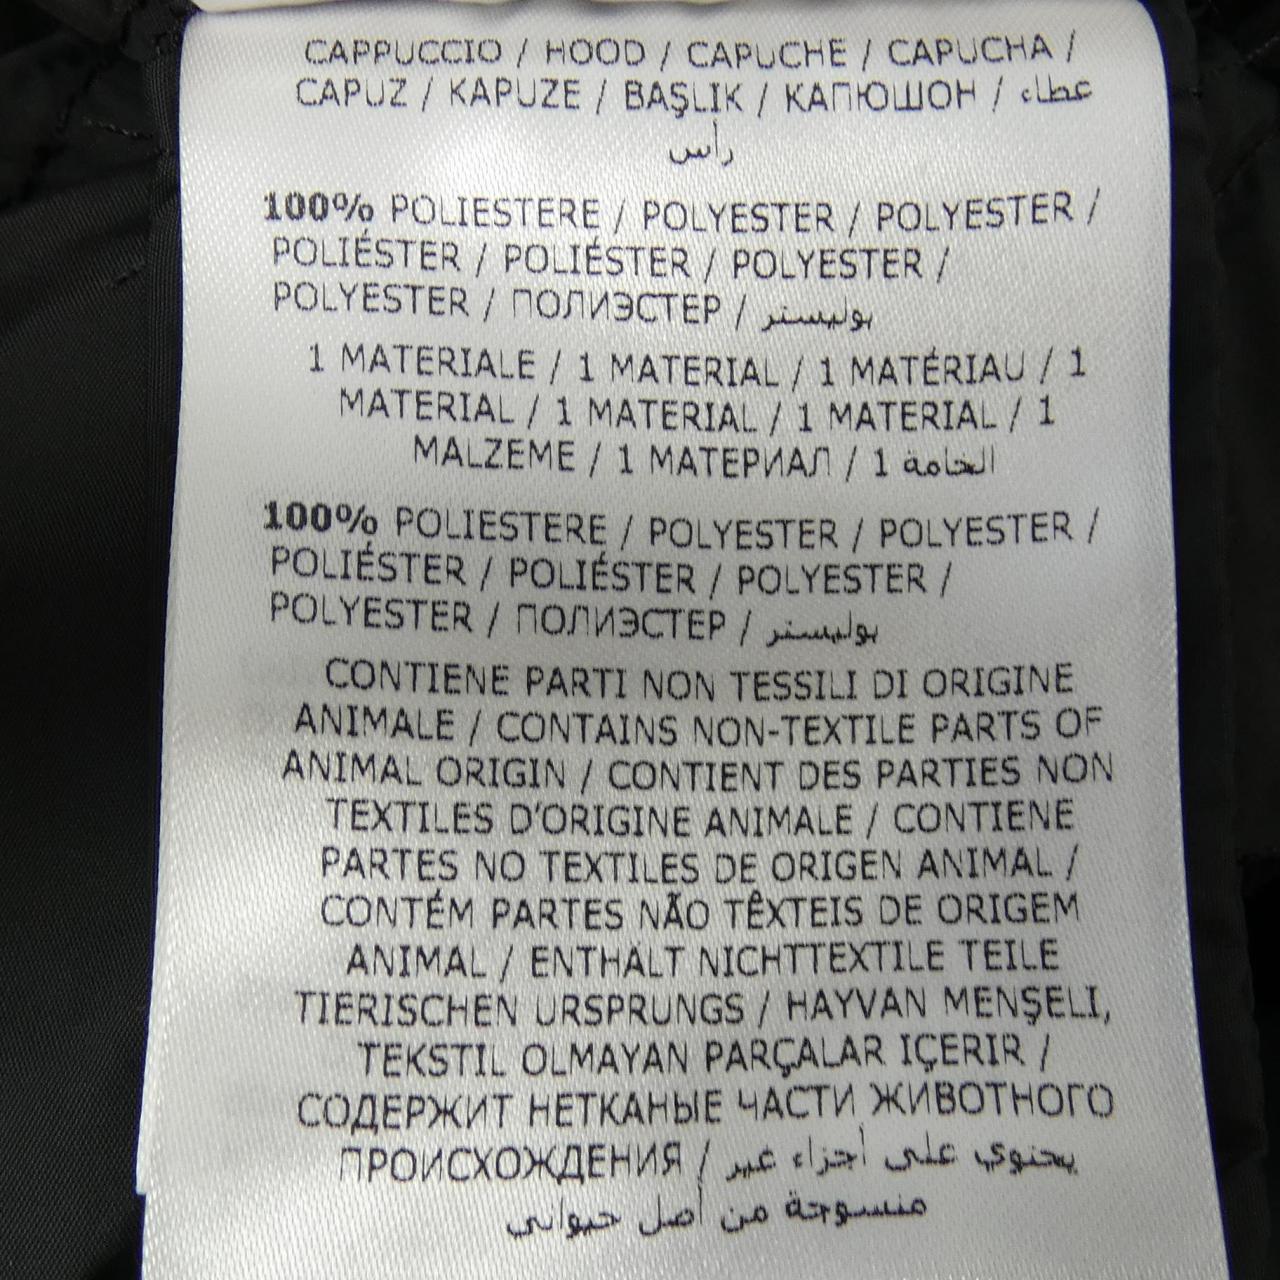 CAPPUCCIO / HOOD / CAPUCHE / CAPUCHA /
CAPUZ / KAPUZE / BAŞLIK / КАПЮШОН / غطاء
رأس
100% POLIESTERE / POLYESTER / POLYESTER /
POLIÉSTER / POLIÉSTER / POLYESTER /
POLYESTER / ПОЛИЭСТЕР / بوليستر
1 MATERIALE / 1 MATERIAL / 1 MATÉRIAU / 1
MATERIAL / 1 MATERIAL / 1 MATERIAL / 1
MALZEME / 1 МАТЕРИАЛ / 1 الخامة
100% POLIESTERE / POLYESTER / POLYESTER /
POLIÉSTER / POLIÉSTER / POLYESTER /
POLYESTER / ПОЛИЭСТЕР / بوليستر
CONTIENE PARTI NON TESSILI DI ORIGINE
ANIMALE / CONTAINS NON-TEXTILE PARTS OF
ANIMAL ORIGIN / CONTIENT DES PARTIES NON
TEXTILES D'ORIGINE ANIMALE / CONTIENE
PARTES NO TEXTILES DE ORIGEN ANIMAL /
CONTÉM PARTES NÃO TÊXTEIS DE ORIGEM
ANIMAL / ENTHÄLT NICHTTEXTILE TEILE
TIERISCHEN URSPRUNGS / HAYVAN MENŞELI,
TEKSTIL OLMAYAN PARÇALAR IÇERIR /
СОДЕРЖИТ НЕТКАНЫЕ ЧАСТИ ЖИВОТНОГО
ПРОИСХОЖДЕНИЯ / يحتوي على أجزاء غير
منسوجة من أصل حيواني